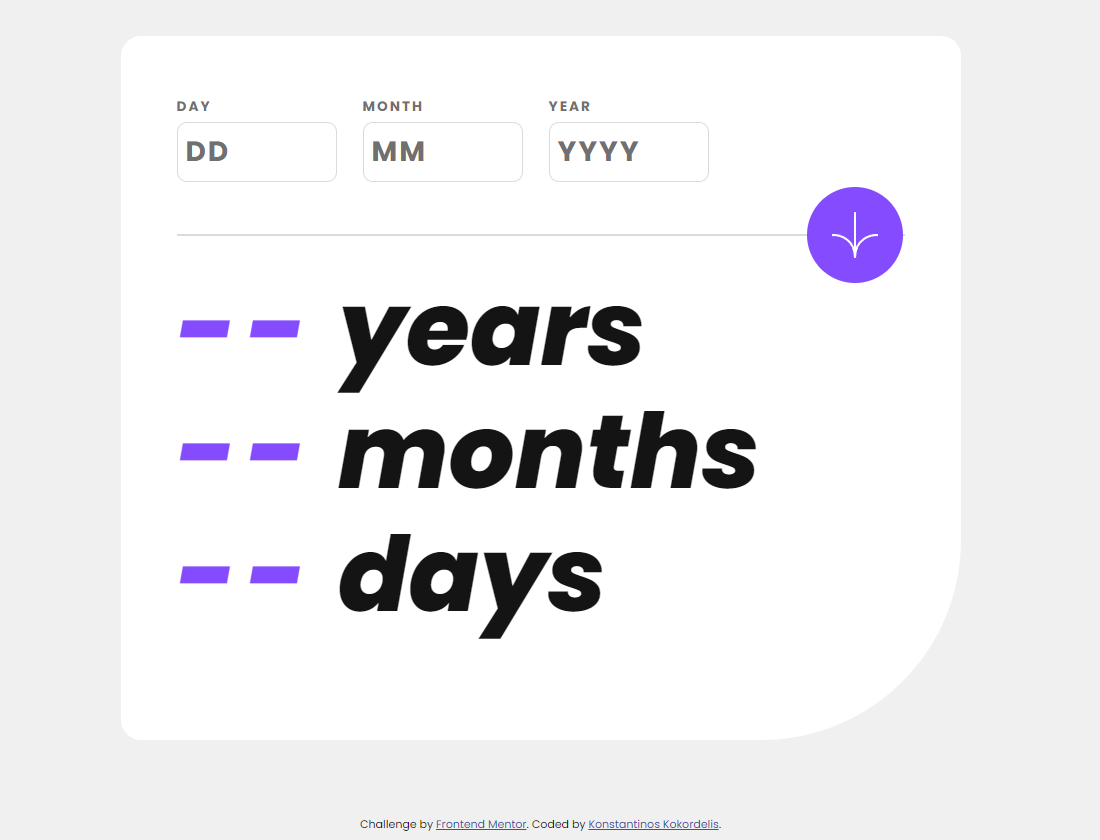 DAY MONTH YEAR
DD MM YYYY
-- years
-- months
-- days
Challenge by Frontend Mentor. Coded by Konstantinos Kokordelis.